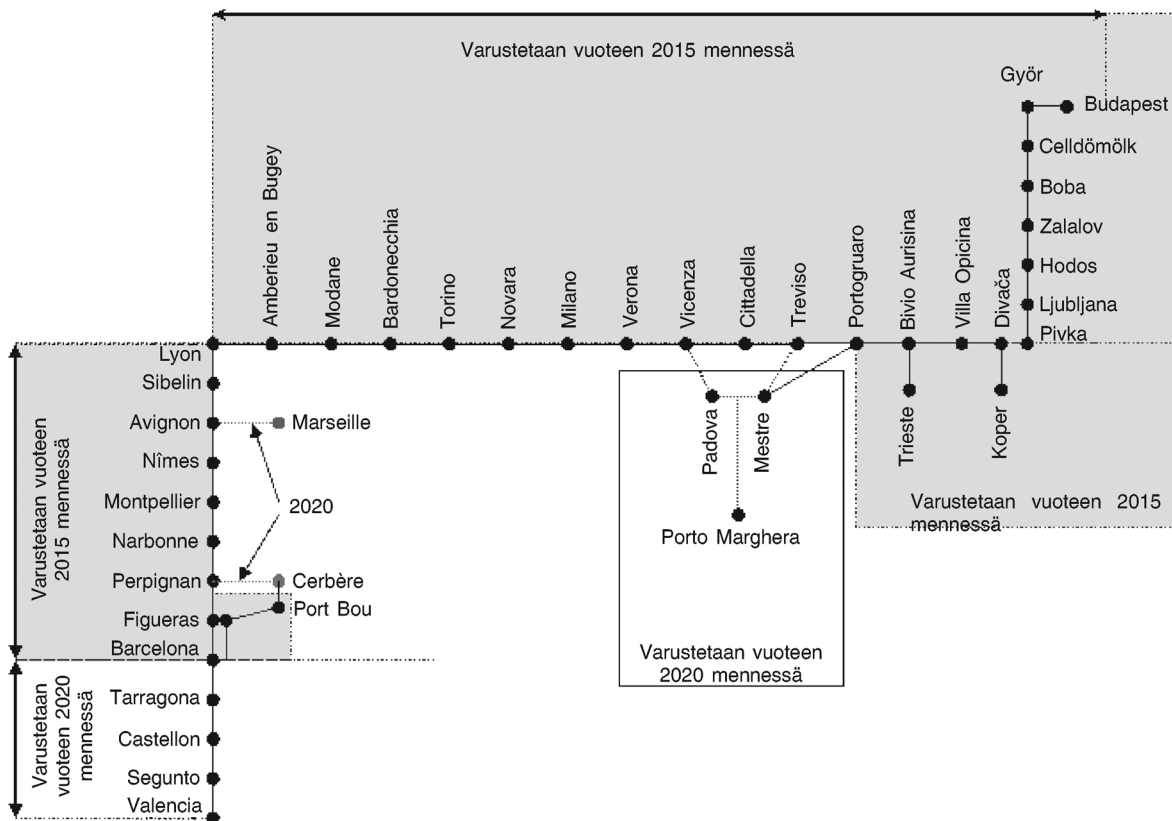 Varustetaan vuoteen 2015 mennessä
Györ
Budapest
Celldömölk
Boba
Zalalov
Hodos
Ljubljana
Pivka
Amberieu en Bugey
Modane
Bardonecchia
Torino
Novara
Milano
Verona
Vicenza
Cittadella
Treviso
Portogruaro
Bivio Aurisina
Villa Opicina
Divača
Lyon
Sibelin
Avignon
Marseille
Nîmes
Montpellier
2020
Narbonne
Perpignan
Cerbère
Port Bou
Figueras
Barcelona
Tarragona
Castellon
Segunto
Valencia
Varustetaan vuoteen
2015 mennessä
Varustetaan
vuoteen 2020
mennessä
Padova
Mestre
Porto Marghera
Varustetaan vuoteen
2020 mennessä
Trieste
Koper
Varustetaan vuoteen 2015
mennessä